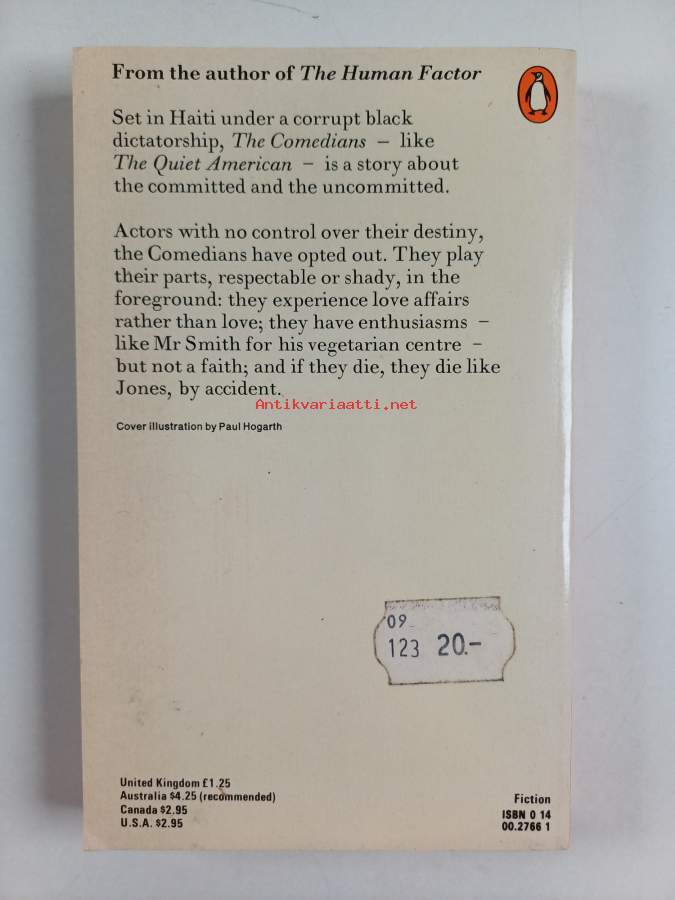 From the author of The Human Factor
Set in Haiti under a corrupt black
dictatorship, The Comedians – like
The Quiet American – is a story about
the committed and the uncommitted.
Actors with no control over their destiny,
the Comedians have opted out. They play
their parts, respectable or shady, in the
foreground: they experience love affairs
rather than love; they have enthusiasms –
like Mr Smith for his vegetarian centre –
but not a faith; and if they die, they die like
Jones, by accident.
Antikvariaatti.net
Cover illustration by Paul Hogarth
09
123 20.-
United Kingdom £1.25
Australia $4.25 (recommended)
Canada $2.95
U.S.A. $2.95
Fiction
ISBN 0 14
00.2766 1